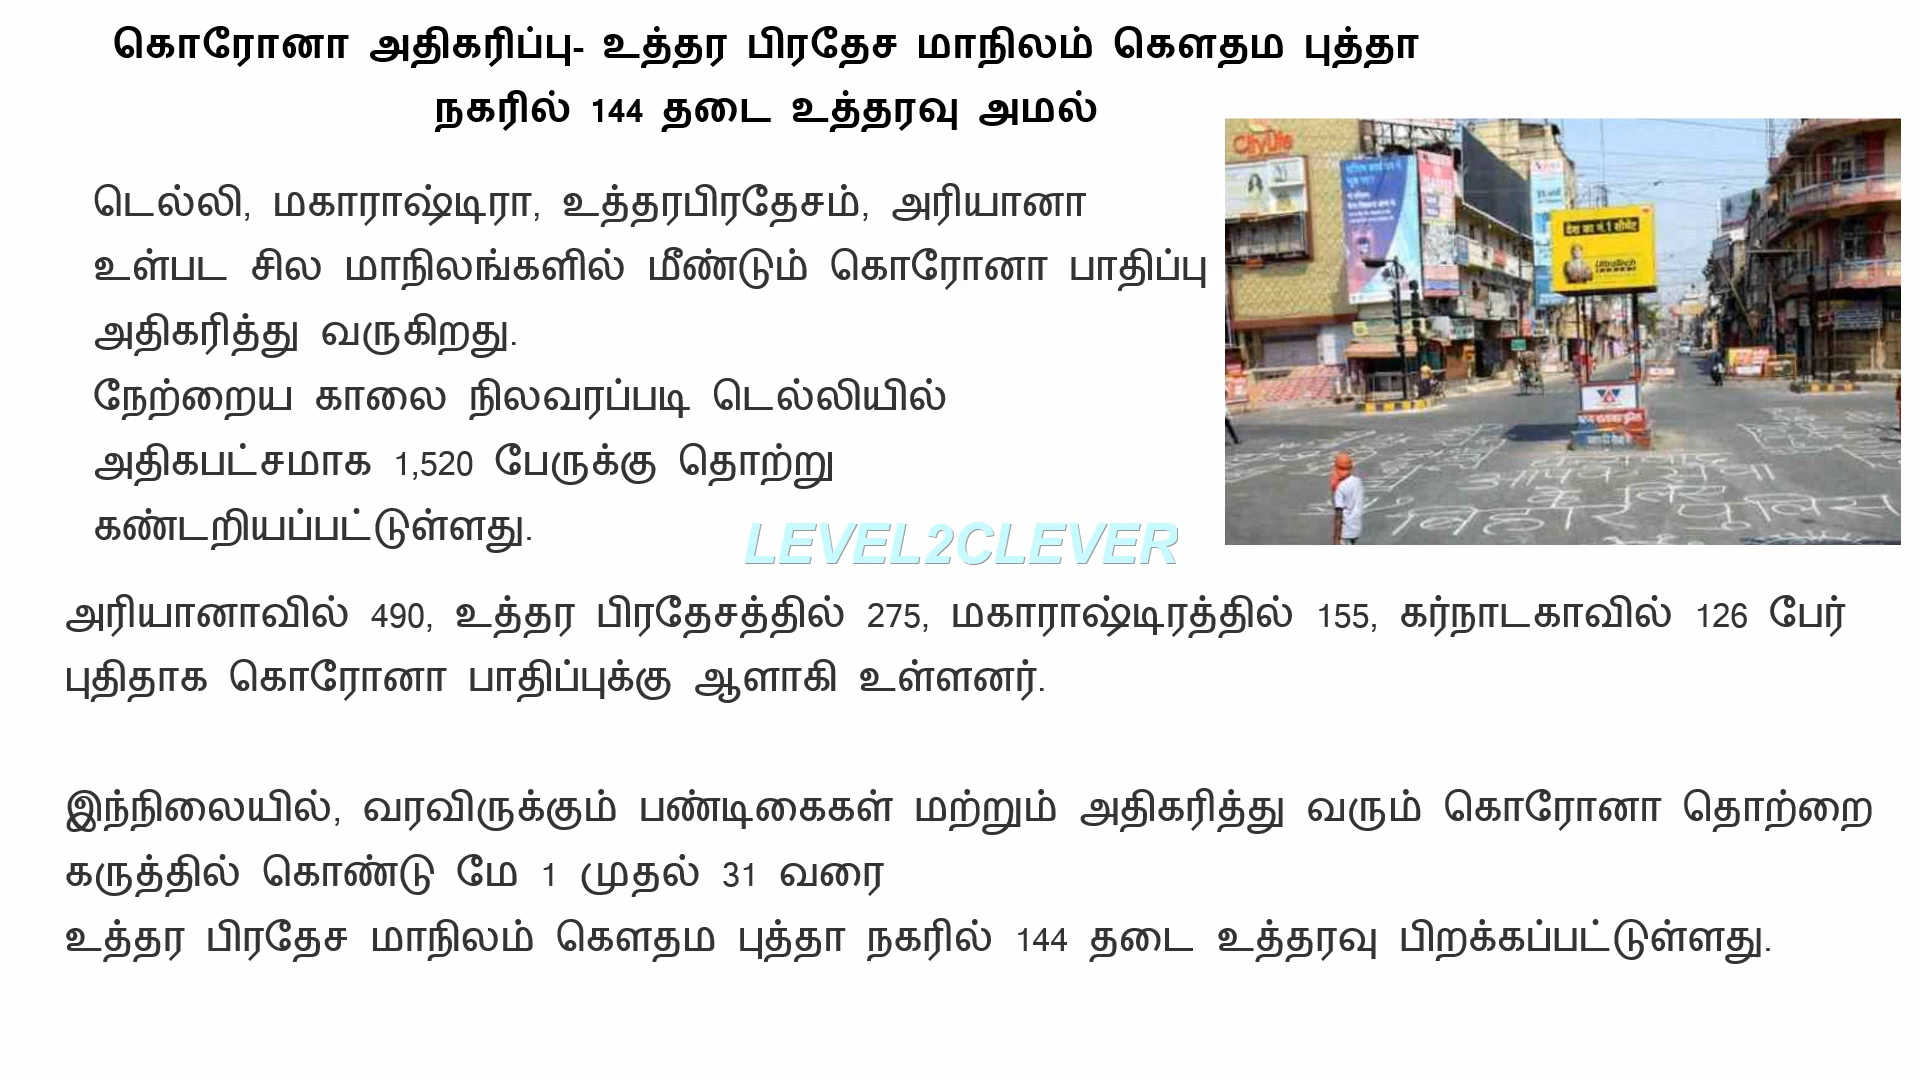 கொரோனா அதிகரிப்பு- உத்தர பிரதேச மாநிலம் கௌதம புத்தா
நகரில் 144 தடை உத்தரவு அமல்
டெல்லி, மகாராஷ்டிரா, உத்தரபிரதேசம், அரியானா
உள்பட சில மாநிலங்களில் மீண்டும் கொரோனா பாதிப்பு
அதிகரித்து வருகிறது.
நேற்றைய காலை நிலவரப்படி டெல்லியில்
அதிகபட்சமாக 1,520 பேருக்கு தொற்று
கண்டறியப்பட்டுள்ளது.
CityLife
देश का नं.1 सीमेंट
UltraTech
बिहार पुलिस
LEVEL2CLEVER
அரியானாவில் 490, உத்தர பிரதேசத்தில் 275, மகாராஷ்டிரத்தில் 155, கர்நாடகாவில் 126 பேர்
புதிதாக கொரோனா பாதிப்புக்கு ஆளாகி உள்ளனர்.
இந்நிலையில், வரவிருக்கும் பண்டிகைகள் மற்றும் அதிகரித்து வரும் கொரோனா தொற்றை
கருத்தில் கொண்டு மே 1 முதல் 31 வரை
உத்தர பிரதேச மாநிலம் கௌதம புத்தா நகரில் 144 தடை உத்தரவு பிறக்கப்பட்டுள்ளது.